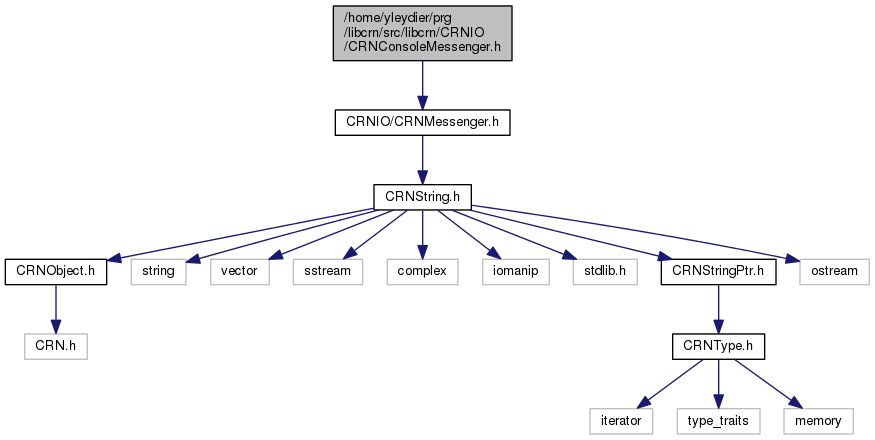 /home/yleydier/prg
/libcrn/src/libcrn/CRNIO
/CRNConsoleMessenger.h
CRNIO/CRNMessenger.h
CRNString.h
CRNObject.h
string
vector
sstream
complex
iomanip
stdlib.h
CRNStringPtr.h
ostream
CRN.h
CRNType.h
iterator
type_traits
memory